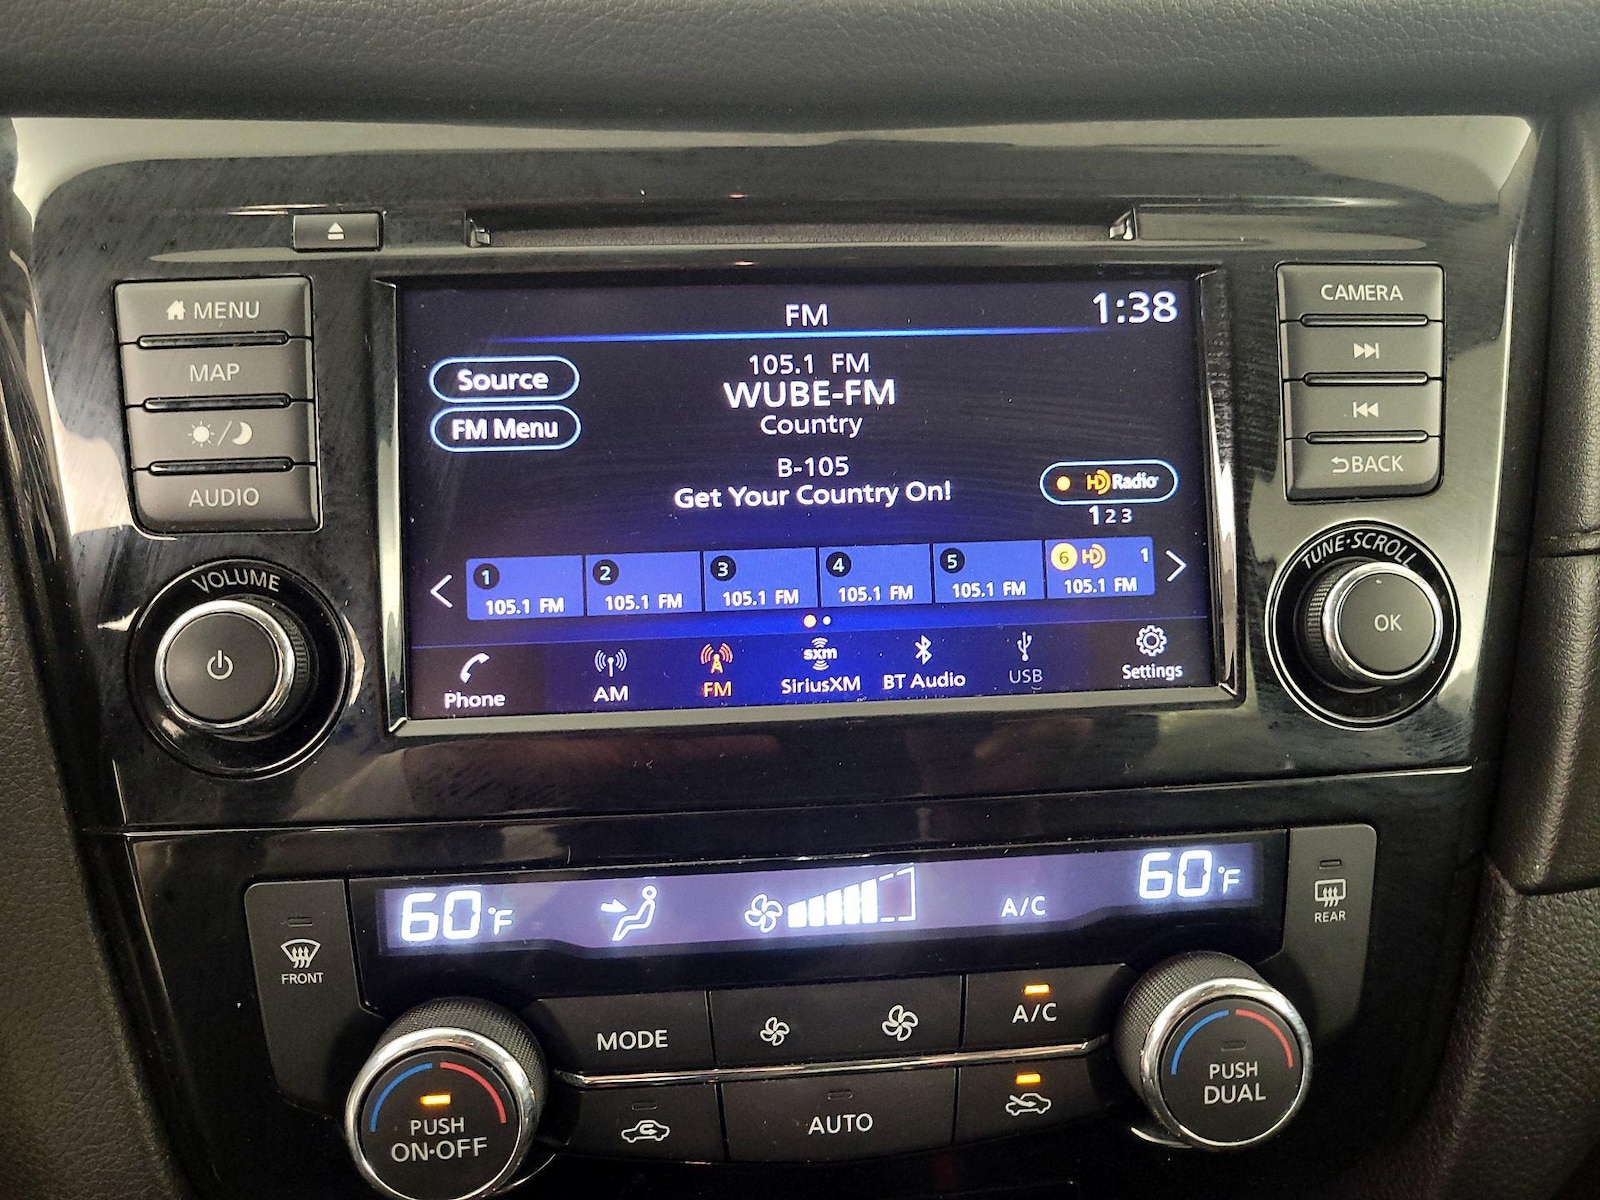 MENU
MAP
AUDIO
VOLUME
FM
1:38
Source
FM Menu
105.1 FM
WUBE-FM
Country
B-105
Get Your Country On!
HD Radio
1 2 3
1
105.1 FM
2
105.1 FM
3
105.1 FM
4
105.1 FM
5
105.1 FM
6 HD 1
105.1 FM
Phone
AM
FM
sxm
SiriusXM
BT Audio
USB
Settings
CAMERA
BACK
TUNE·SCROLL
OK
60°F
A/C
60°F
FRONT
REAR
MODE
A/C
AUTO
PUSH
ON·OFF
PUSH
DUAL